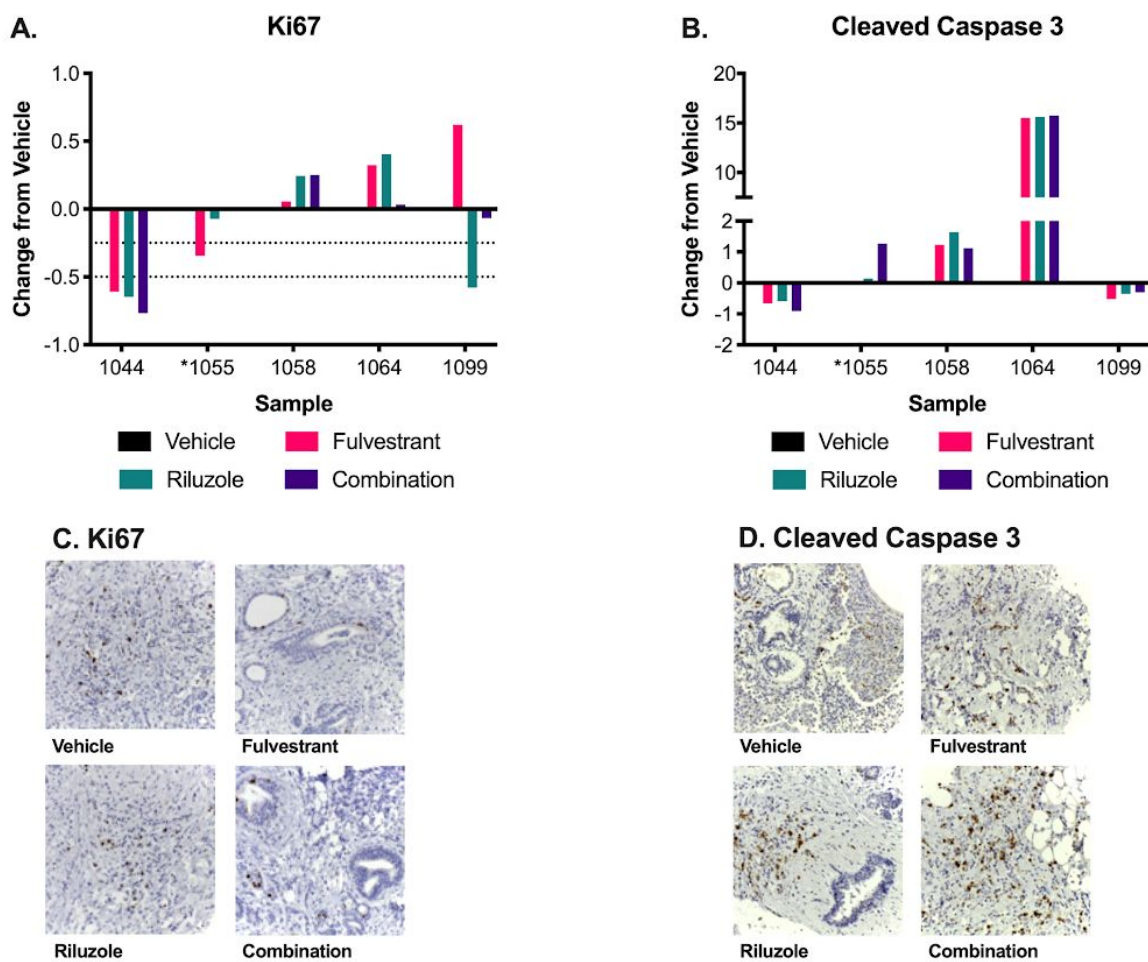 A. Ki67
1.0
0.5
0.0
-0.5
-1.0
Change from Vehicle
1044 *1055 1058 1064 1099
Sample
Vehicle Fulvestrant
Riluzole Combination
B. Cleaved Caspase 3
20
15
10
2
1
0
-1
-2
Change from Vehicle
1044 *1055 1058 1064 1099
Sample
Vehicle Fulvestrant
Riluzole Combination
C. Ki67
Vehicle Fulvestrant
Riluzole Combination
D. Cleaved Caspase 3
Vehicle Fulvestrant
Riluzole Combination